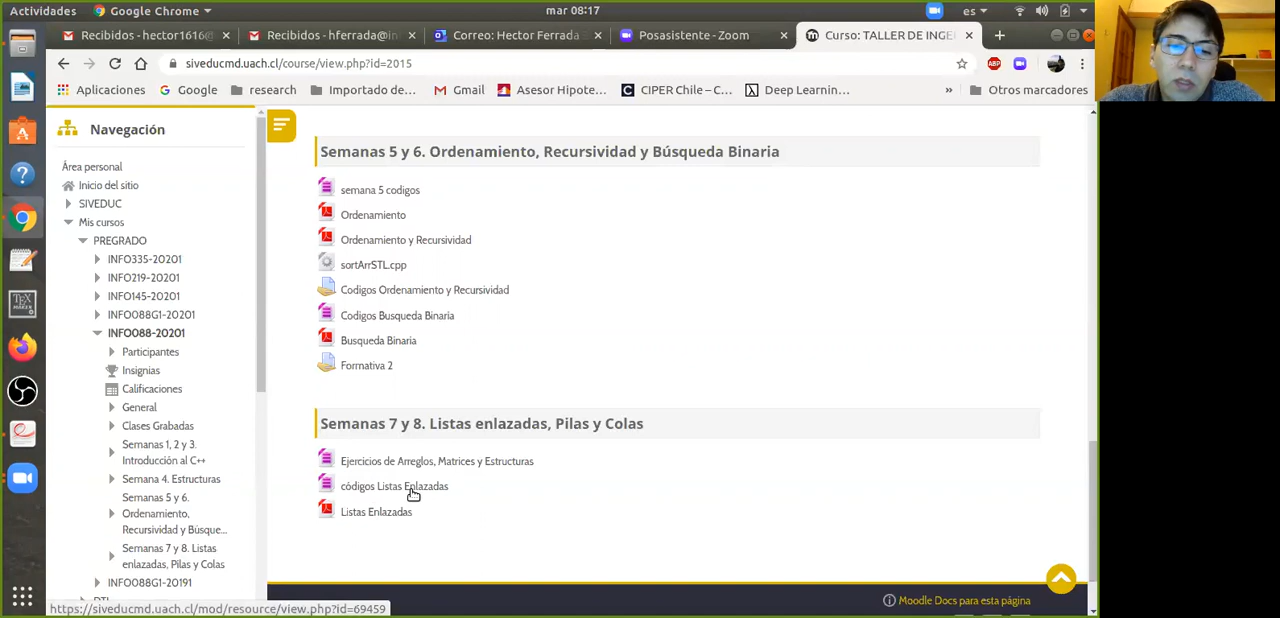 Actividades
Google Chrome
mar 08:17
es
Recibidos - hector1616@
Recibidos - hferrada@in
Correo: Hector Ferrada
Posasistente - Zoom
Curso: TALLER DE INGE
siveducmd.uach.cl/course/view.php?id=2015
ABP
Aplicaciones
Google
research
Importado de...
Gmail
Asesor Hipote...
CIPER Chile – C...
Deep Learnin...
»
Otros marcadores
Navegación
Área personal
Inicio del sitio
SIVEDUC
Mis cursos
PREGRADO
INFO335-20201
INFO219-20201
INFO145-20201
INFO088G1-20201
INFO088-20201
Participantes
Insignias
Calificaciones
General
Clases Grabadas
Semanas 1, 2 y 3.
Introducción al C++
Semana 4. Estructuras
Semanas 5 y 6.
Ordenamiento,
Recursividad y Búsque...
Semanas 7 y 8. Listas
enlazadas, Pilas y Colas
INFO088G1-20191
Semanas 5 y 6. Ordenamiento, Recursividad y Búsqueda Binaria
semana 5 codigos
Ordenamiento
Ordenamiento y Recursividad
sortArrSTL.cpp
Codigos Ordenamiento y Recursividad
Codigos Busqueda Binaria
Busqueda Binaria
Formativa 2
Semanas 7 y 8. Listas enlazadas, Pilas y Colas
Ejercicios de Arreglos, Matrices y Estructuras
códigos Listas Enlazadas
Listas Enlazadas
Moodle Docs para esta página
https://siveducmd.uach.cl/mod/resource/view.php?id=69459